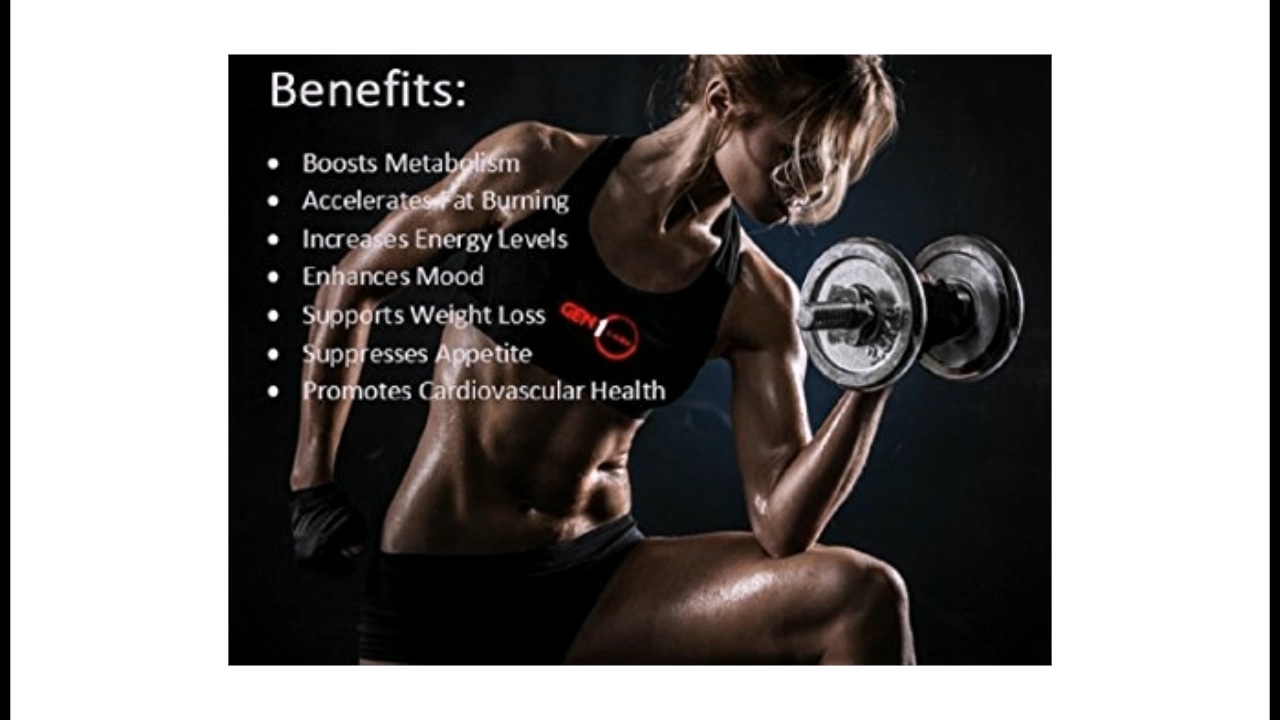 Benefits:
• Boosts Metabolism
• Accelerates Fat Burning
• Increases Energy Levels
• Enhances Mood
• Supports Weight Loss
GEN1
• Suppresses Appetite
• Promotes Cardiovascular Health